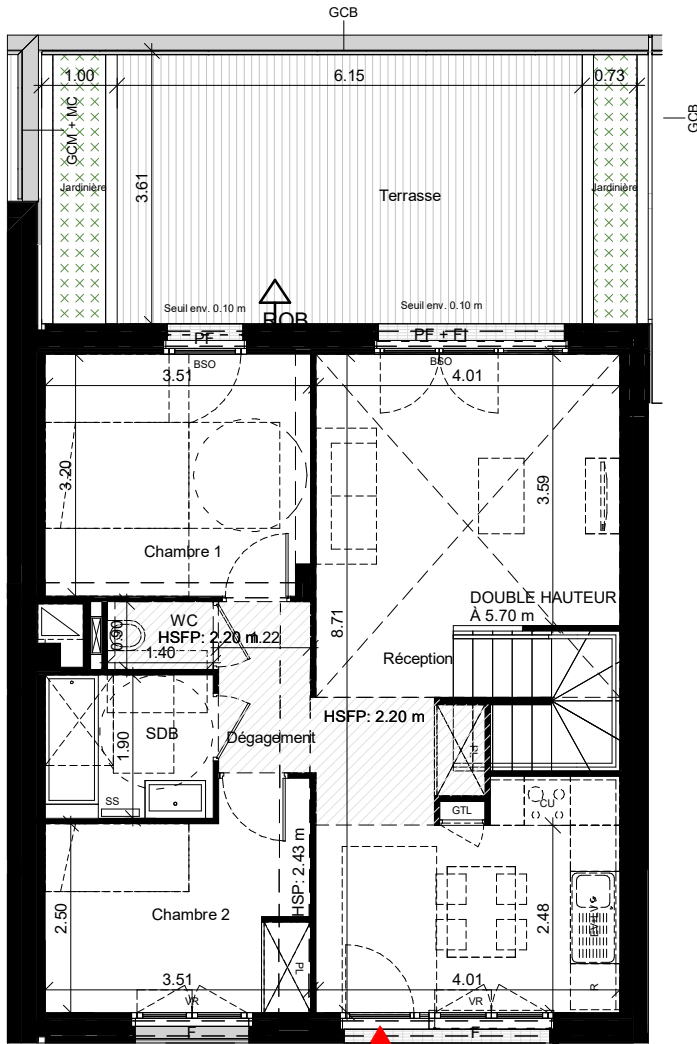 GCB
1.00
6.15
0.73
GCB
GCM + MC
Jardinière
3.61
Terrasse
Jardinière
Seuil env. 0.10 m
Seuil env. 0.10 m
PF
PF + FI
BSO
BSO
3.51
4.01
3.20
3.59
Chambre 1
DOUBLE HAUTEUR
À 5.70 m
WC
0.90
HSFP: 2.20 m
1.22
8.71
1.40
Réception
HSFP: 2.20 m
SDB
Dégagement
1.90
PL
SS
GTL
CU
HSP: 2.43 m
2.50
Chambre 2
2.48
EV+LV
PL
3.51
4.01
R
VR
VR
F
F